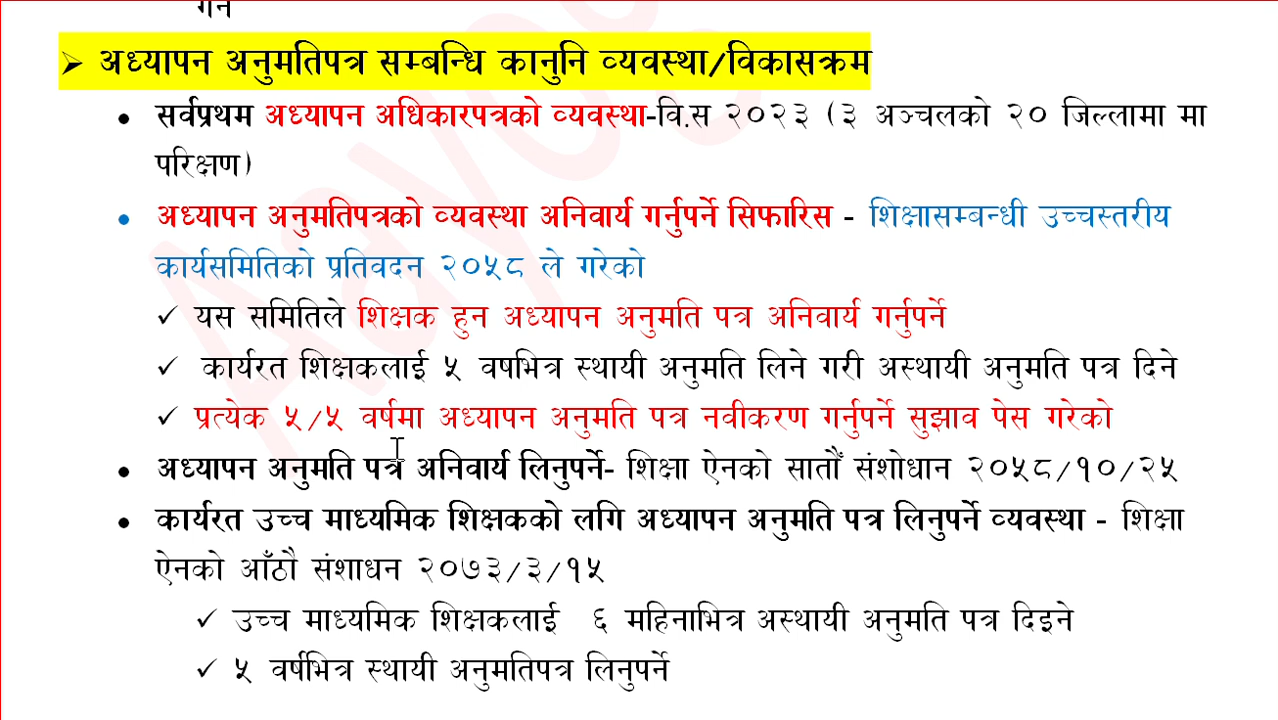 गर्ने
➢ अध्यापन अनुमतिपत्र सम्बन्धि कानुनि व्यवस्था/विकासक्रम
• सर्वप्रथम अध्यापन अधिकारपत्रको व्यवस्था-वि.स २०२३ (३ अञ्चलको २० जिल्लामा मा
परिक्षण)
• अध्यापन अनुमतिपत्रको व्यवस्था अनिवार्य गर्नुपर्ने सिफारिस - शिक्षासम्बन्धी उच्चस्तरीय
कार्यसमितिको प्रतिवदन २०५८ ले गरेको
✓ यस समितिले शिक्षक हुन अध्यापन अनुमति पत्र अनिवार्य गर्नुपर्ने
✓ कार्यरत शिक्षकलाई ५ वषभित्र स्थायी अनुमति लिने गरी अस्थायी अनुमति पत्र दिने
✓ प्रत्येक ५/५ वर्षमा अध्यापन अनुमति पत्र नवीकरण गर्नुपर्ने सुझाव पेस गरेको
• अध्यापन अनुमति पत्र अनिवार्य लिनुपर्ने- शिक्षा ऐनको सातौँ संशोधान २०५८/१०/२५
• कार्यरत उच्च माध्यमिक शिक्षकको लगि अध्यापन अनुमति पत्र लिनुपर्ने व्यवस्था - शिक्षा
ऐनको आँठौ संशाधन २०७३/३/१५
✓ उच्च माध्यमिक शिक्षकलाई ६ महिनाभित्र अस्थायी अनुमति पत्र दिइने
✓ ५ वर्षभित्र स्थायी अनुमतिपत्र लिनुपर्ने